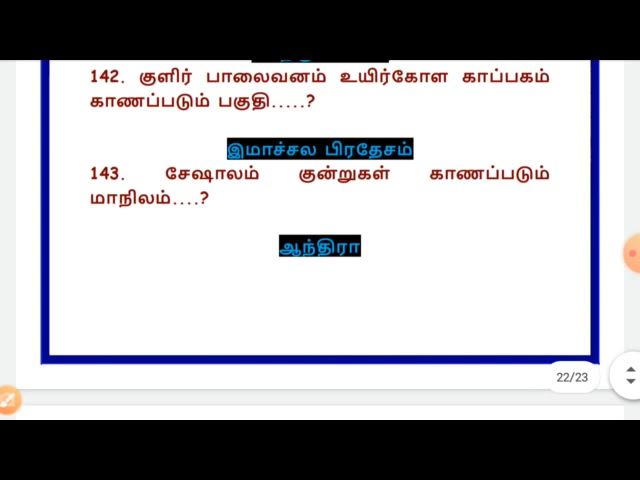 142. குளிர் பாலைவனம் உயிர்கோள காப்பகம்
காணப்படும் பகுதி.....?
இமாச்சல பிரதேசம்
143. சேஷாலம் குன்றுகள் காணப்படும்
மாநிலம்....?
ஆந்திரா
22/23